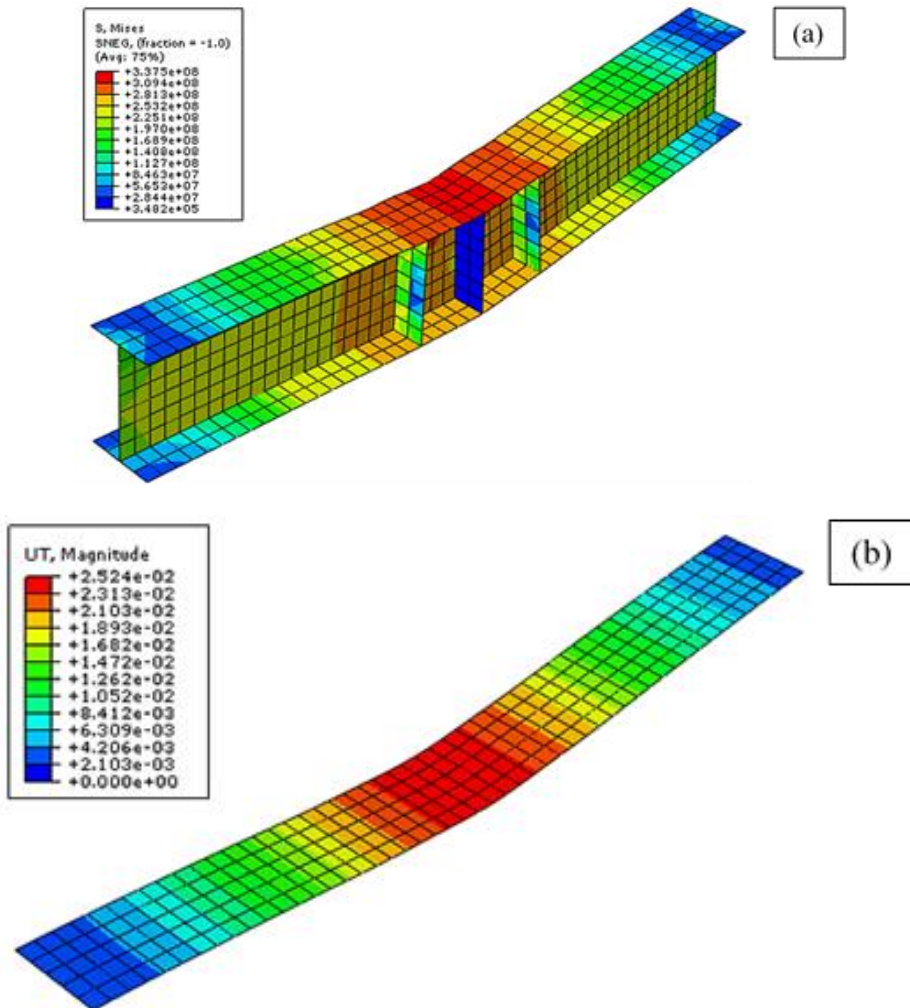 S, Mises
SNEG, (fraction = -1.0)
(Avg: 75%)
+3.375e+08
+3.094e+08
+2.813e+08
+2.532e+08
+2.251e+08
+1.970e+08
+1.689e+08
+1.408e+08
+1.127e+08
+8.463e+07
+5.653e+07
+2.844e+07
+3.482e+05
(a)
UT, Magnitude
+2.524e-02
+2.313e-02
+2.103e-02
+1.893e-02
+1.682e-02
+1.472e-02
+1.262e-02
+1.052e-02
+8.412e-03
+6.309e-03
+4.206e-03
+2.103e-03
+0.000e+00
(b)